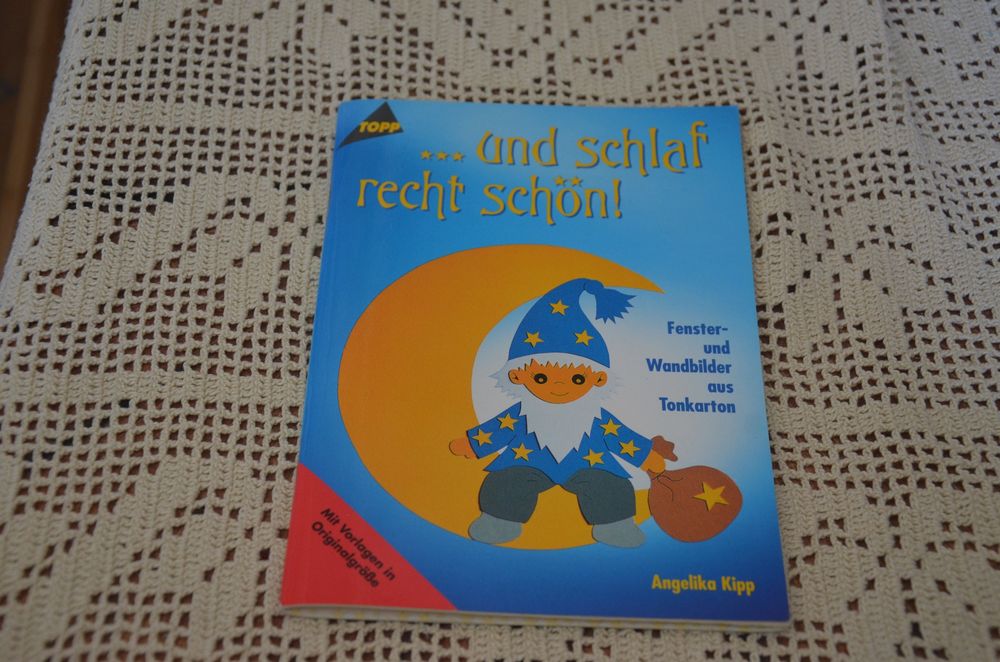 TOPP
... und schlaf
recht schön!
Fenster-
und
Wandbilder
aus
Tonkarton
Mit Vorlagen in
Originalgröße
Angelika Kipp